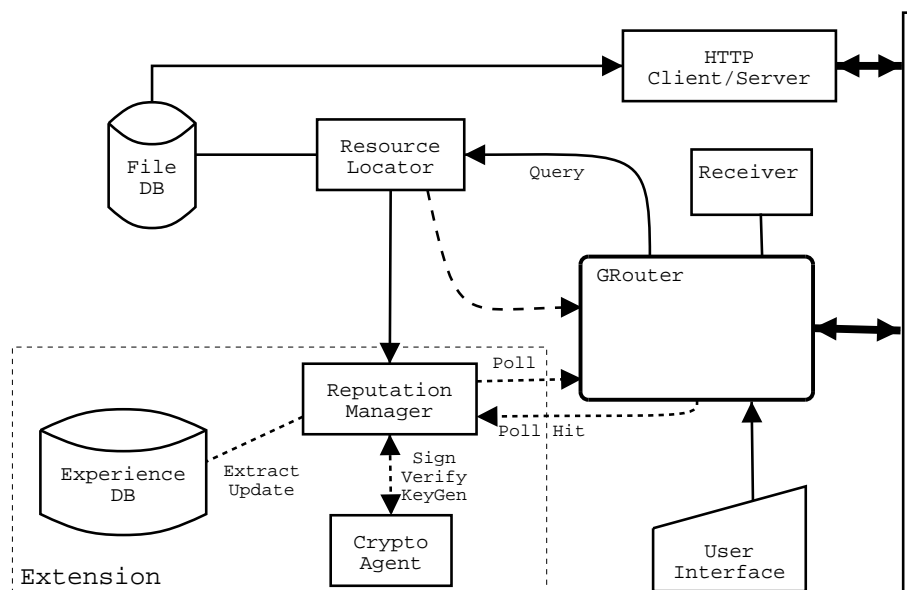 HTTP
Client/Server
File
DB
Resource
Locator
Query
Receiver
GRouter
Reputation
Manager
Poll
Poll Hit
Experience
DB
Extract
Update
Sign
Verify
KeyGen
Crypto
Agent
User
Interface
Extension